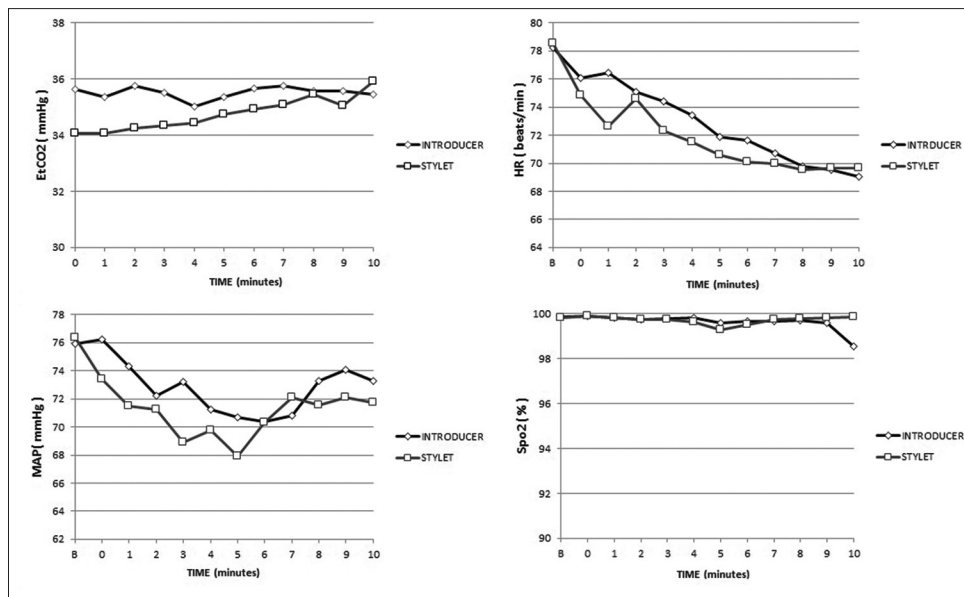 38
36
34
32
30
EtCO2 ( mmHg)
0 1 2 3 4 5 6 7 8 9 10
TIME (minutes)
INTRODUCER
STYLET
80
78
76
74
72
70
68
66
64
HR ( beats/min)
B 0 1 2 3 4 5 6 7 8 9 10
TIME (minutes)
INTRODUCER
STYLET
78
76
74
72
70
68
66
64
62
MAP( mmHg)
B 0 1 2 3 4 5 6 7 8 9 10
TIME (minutes)
INTRODUCER
STYLET
100
98
96
94
92
90
Spo2 ( %)
B 0 1 2 3 4 5 6 7 8 9 10
TIME (minutes)
INTRODUCER
STYLET